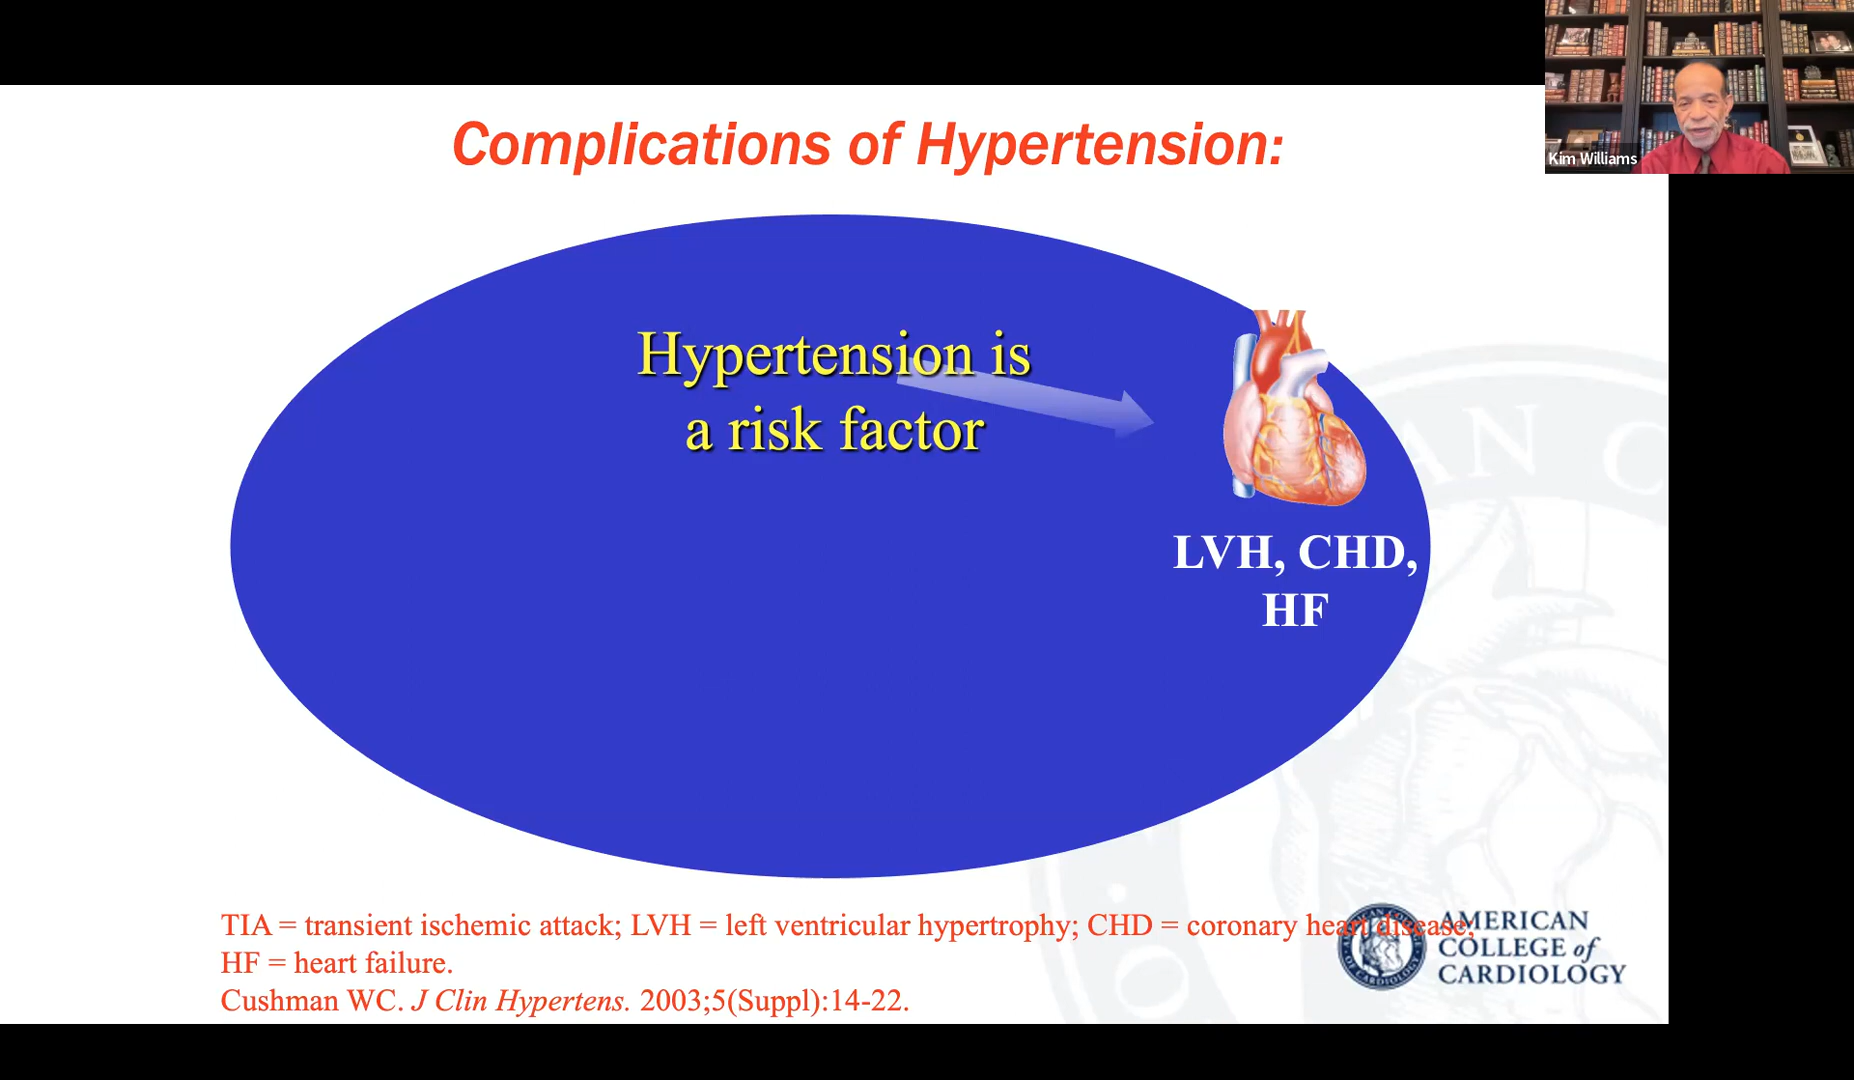 Kim Williams
Complications of Hypertension:
Hypertension is
a risk factor
LVH, CHD,
HF
TIA = transient ischemic attack; LVH = left ventricular hypertrophy; CHD = coronary heart disease;
HF = heart failure.
Cushman WC. J Clin Hypertens. 2003;5(Suppl):14-22.
AMERICAN
COLLEGE of
CARDIOLOGY